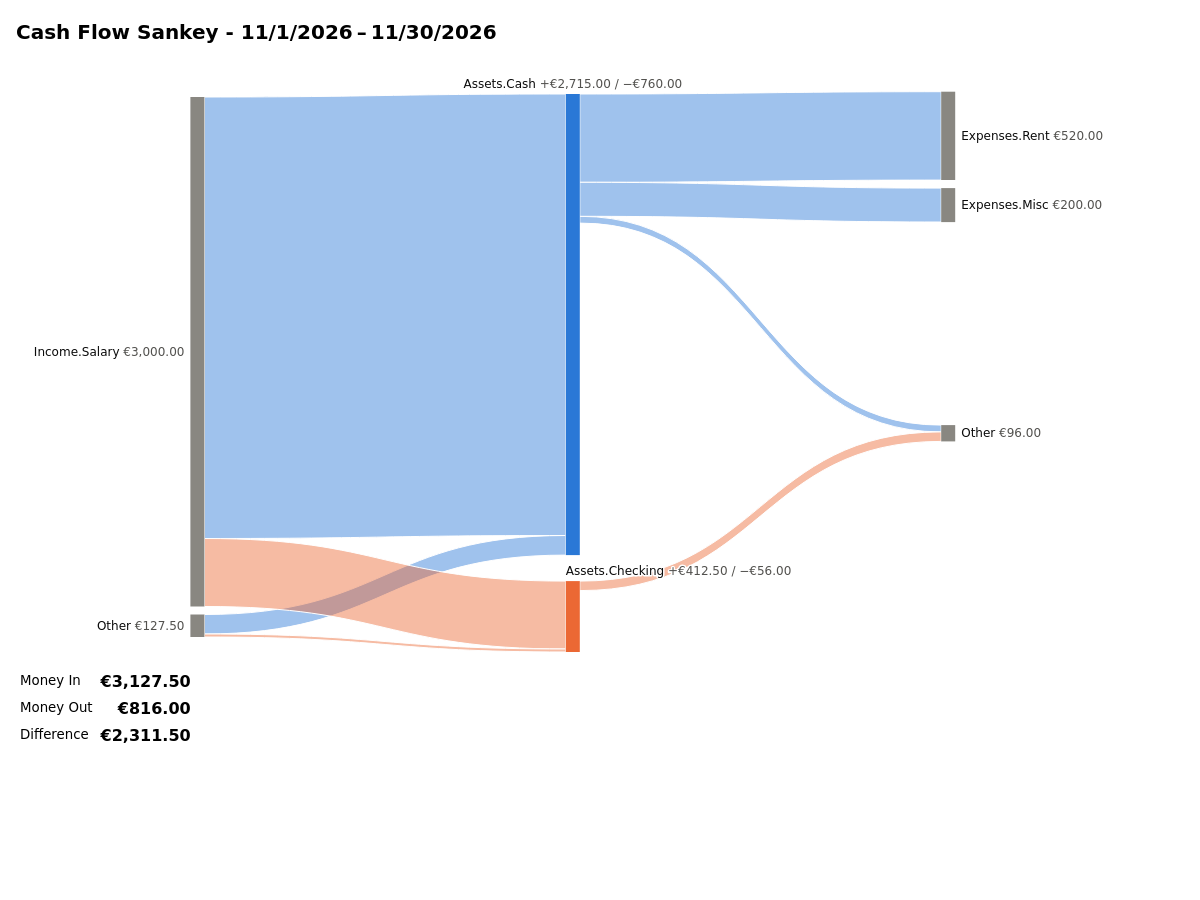 Cash Flow Sankey - 11/1/2026 – 11/30/2026
Assets.Cash +€2,715.00 / −€760.00
Expenses.Rent €520.00
Expenses.Misc €200.00
Income.Salary €3,000.00
Other €96.00
Assets.Checking +€412.50 / −€56.00
Other €127.50
Money In €3,127.50
Money Out €816.00
Difference €2,311.50